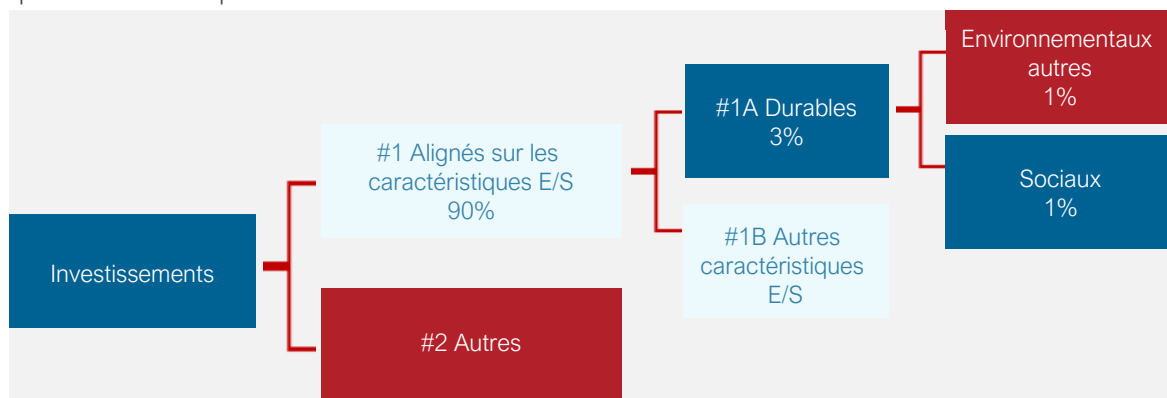 Investissements
#1 Alignés sur les
caractéristiques E/S
90%
#2 Autres
#1A Durables
3%
#1B Autres
caractéristiques
E/S
Environnementaux
autres
1%
Sociaux
1%